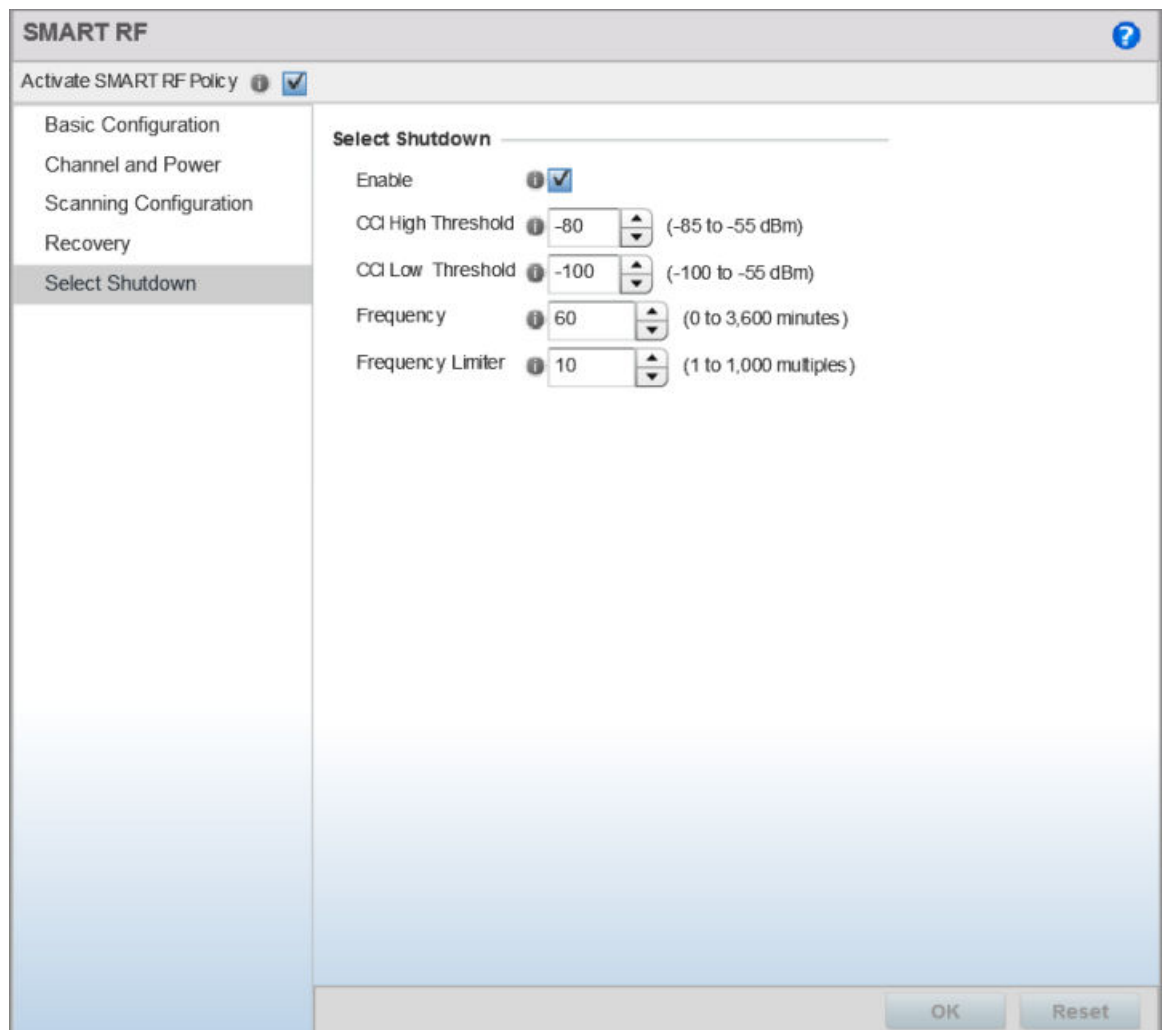 SMART RF
Activate SMART RF Policy
Basic Configuration
Channel and Power
Scanning Configuration
Recovery
Select Shutdown
Select Shutdown
Enable
CCI High Threshold -80 (-85 to -55 dBm)
CCI Low Threshold -100 (-100 to -55 dBm)
Frequency 60 (0 to 3,600 minutes)
Frequency Limiter 10 (1 to 1,000 multiples)
OK Reset